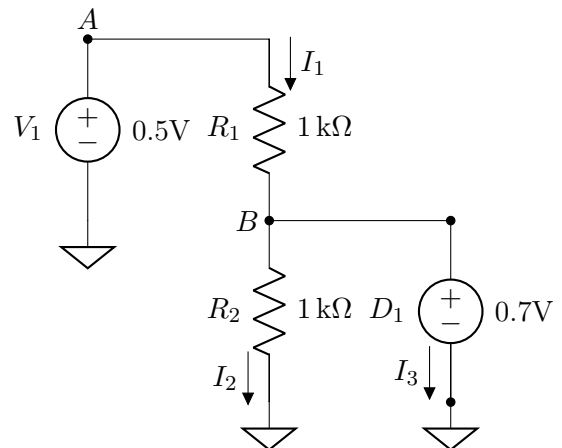 A
I₁
V₁ + − 0.5V R₁ 1 kΩ
B
R₂ 1 kΩ D₁ + − 0.7V
I₂ I₃